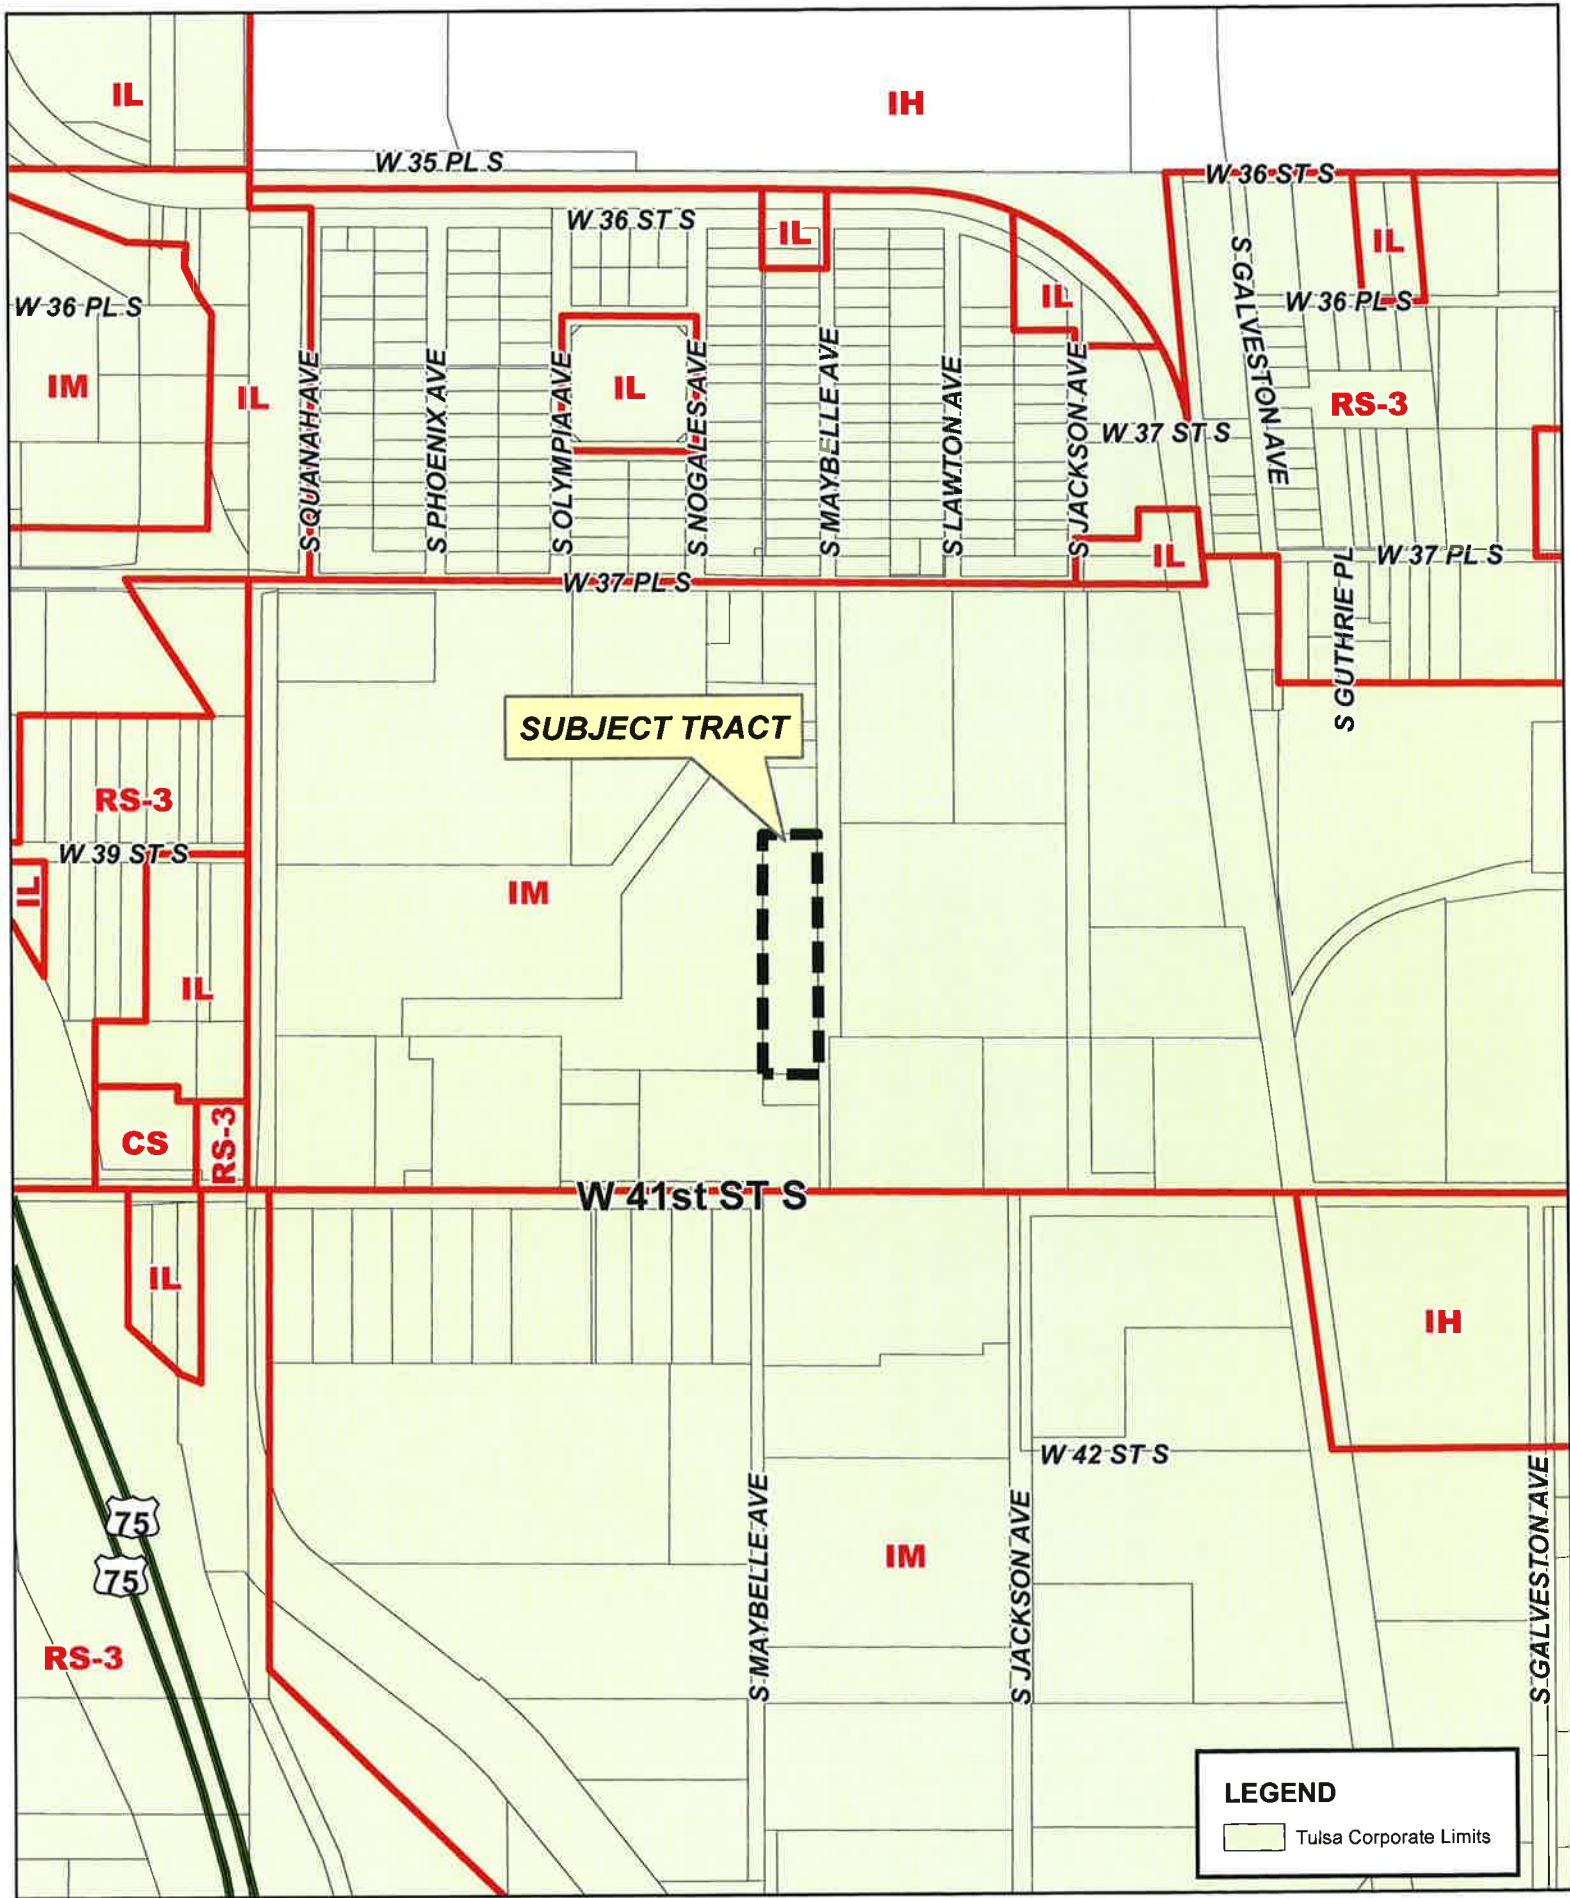 IL
IH
W 35 PL S
W 36 ST S
W 36 ST S
IL
IL
S GALVESTON AVE
W 36 PL S
IL
W 36 PL S
IM
IL
S QUANAH AVE
S PHOENIX AVE
S OLYMPIA AVE
IL
S NOGALES AVE
S MAYBELLE AVE
S LAWTON AVE
S JACKSON AVE
RS-3
W 37 ST S
IL
W 37 PL S
W 37 PL S
S GUTHRIE PL
SUBJECT TRACT
RS-3
W 39 ST S
IL
IM
IL
CS
RS-3
W 41st ST S
IL
IH
W 42 ST S
75
75
S MAYBELLE AVE
IM
S JACKSON AVE
S GALVESTON AVE
RS-3
LEGEND
Tulsa Corporate Limits